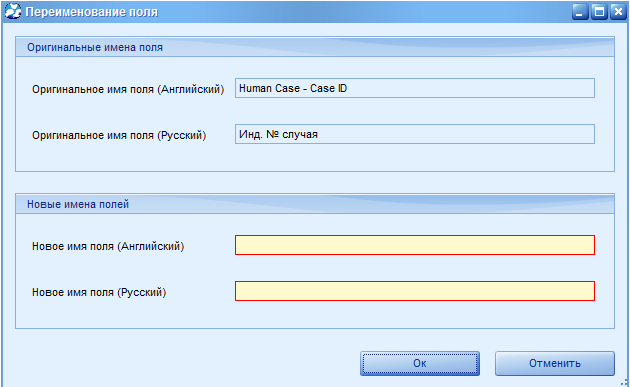 Переименование поля
Оригинальные имена поля
Оригинальное имя поля (Английский) Human Case - Case ID
Оригинальное имя поля (Русский) Инд. № случая
Новые имена полей
Новое имя поля (Английский)
Новое имя поля (Русский)
Ок Отменить